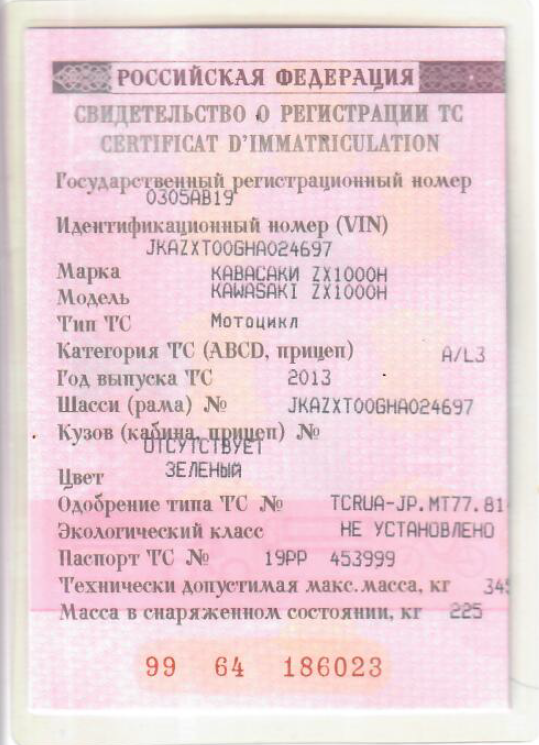 РОССИЙСКАЯ ФЕДЕРАЦИЯ
СВИДЕТЕЛЬСТВО О РЕГИСТРАЦИИ ТС
CERTIFICAT D'IMMATRICULATION
Государственный регистрационный номер
0305АВ19
Идентификационный номер (VIN)
JKAZXT00GHA024697
Марка КАВАСАКИ ZX1000H
Модель KAWASAKI ZX1000H
Тип ТС Мотоцикл
Категория ТС (ABCD, прицеп) A/L3
Год выпуска ТС 2013
Шасси (рама) № JKAZXT00GHA024697
Кузов (кабина, прицеп) №
ОТСУТСТВУЕТ
Цвет ЗЕЛЕНЫЙ
Одобрение типа ТС № TCRUA-JP.MT77.81
Экологический класс НЕ УСТАНОВЛЕНО
Паспорт ТС № 19РР 453999
Технически допустимая макс.масса, кг 345
Масса в снаряженном состоянии, кг 225
99 64 186023